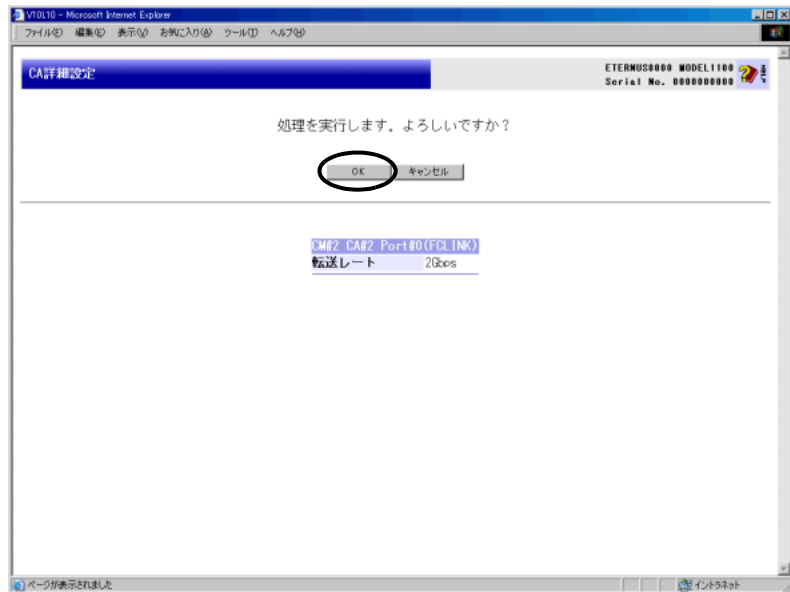 V10L10 - Microsoft Internet Explorer
ファイル(F) 編集(E) 表示(V) お気に入り(A) ツール(T) ヘルプ(H)
CA詳細設定
ETERNUS8000 MODEL1100
Serial No. 0000000000
ヘルプ
処理を実行します。よろしいですか？
OK キャンセル
CM#2 CA#2 Port#0(FCLINK)
転送レート 2Gbps
ページが表示されました
イントラネット